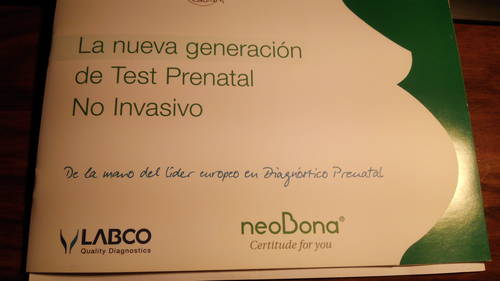 La nueva generación
de Test Prenatal
No Invasivo
De la mano del líder europeo en Diagnóstico Prenatal
LABCO
Quality Diagnostics
neoBona®
Certitude for you